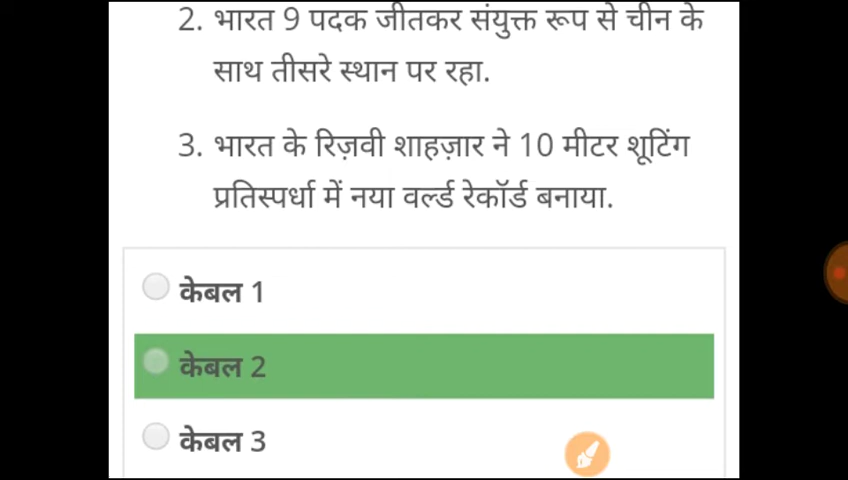 2. भारत 9 पदक जीतकर संयुक्त रूप से चीन के
साथ तीसरे स्थान पर रहा.
3. भारत के रिज़वी शाहज़ार ने 10 मीटर शूटिंग
प्रतिस्पर्धा में नया वर्ल्ड रेकॉर्ड बनाया.
केबल 1
केबल 2
केबल 3